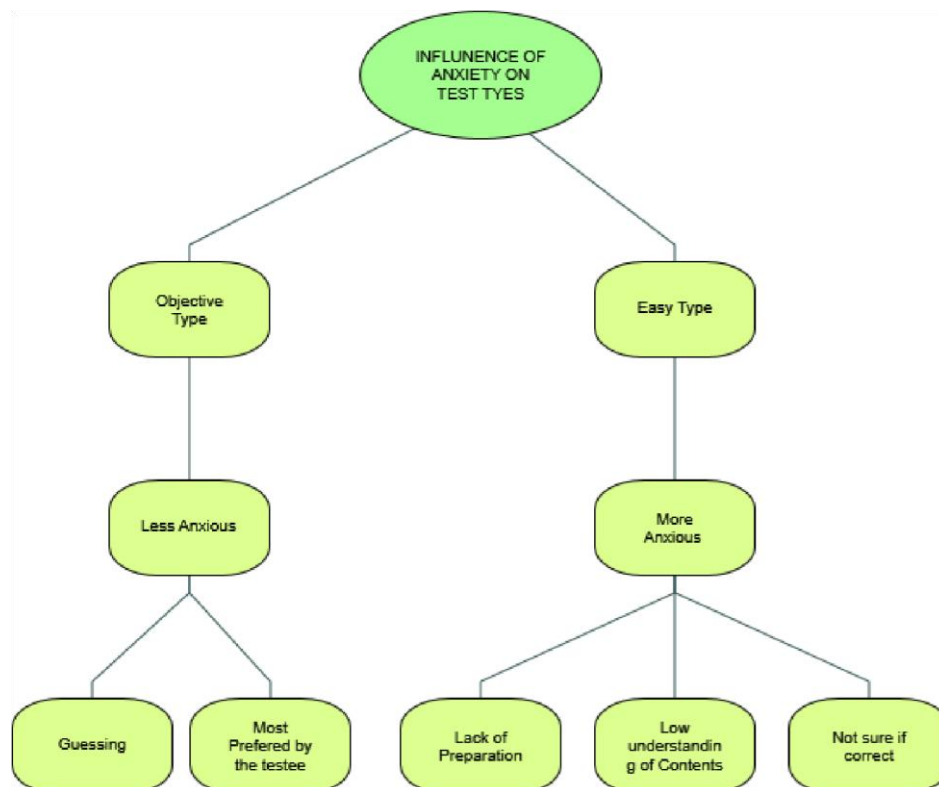 INFLUNENCE OF
ANXIETY ON
TEST TYES
Objective
Type
Easy Type
Less Anxious
More
Anxious
Guessing
Most
Prefered by
the testee
Lack of
Preparation
Low
understandin
g of Contents
Not sure if
correct